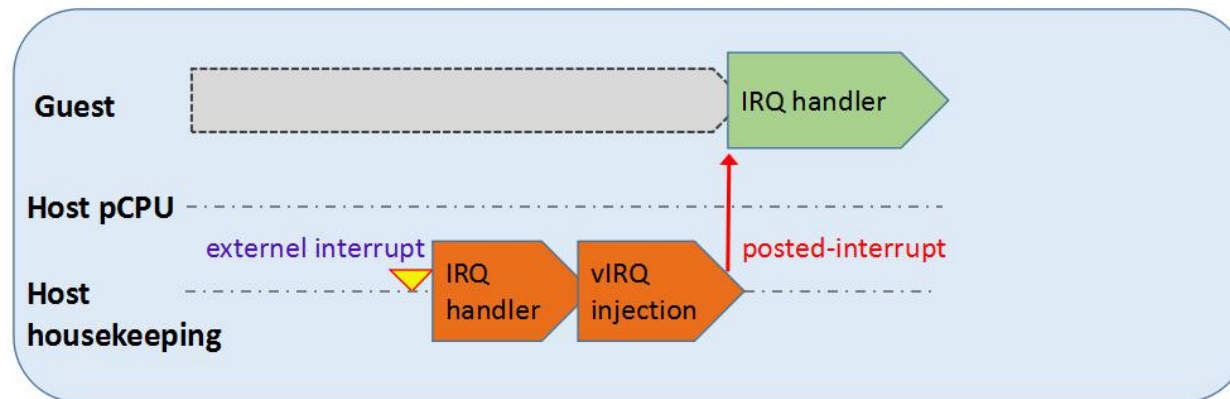 Guest
IRQ handler
Host pCPU
externel interrupt
posted-interrupt
IRQ
handler
vIRQ
injection
Host
housekeeping